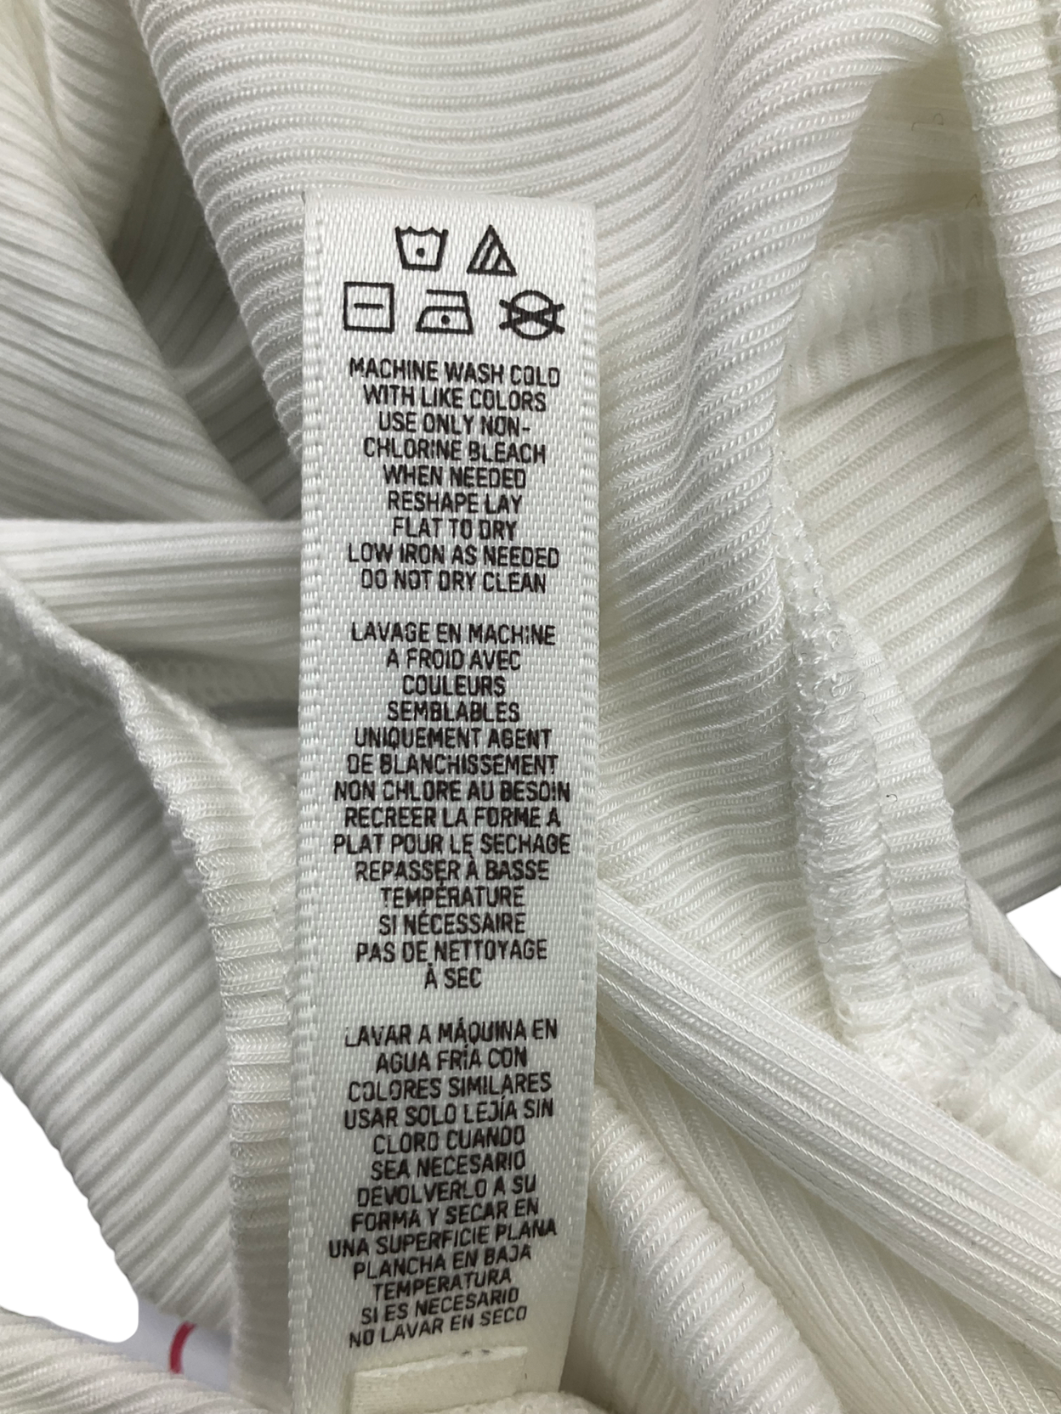 MACHINE WASH COLD
WITH LIKE COLORS
USE ONLY NON-
CHLORINE BLEACH
WHEN NEEDED
RESHAPE LAY
FLAT TO DRY
LOW IRON AS NEEDED
DO NOT DRY CLEAN
LAVAGE EN MACHINE
A FROID AVEC
COULEURS
SEMBLABLES
UNIQUEMENT AGENT
DE BLANCHISSEMENT
NON CHLORE AU BESOIN
RECREER LA FORME A
PLAT POUR LE SECHAGE
REPASSER À BASSE
TEMPÉRATURE
SI NÉCESSAIRE
PAS DE NETTOYAGE
À SEC
LAVAR A MÁQUINA EN
AGUA FRÍA CON
COLORES SIMILARES
USAR SOLO LEJÍA SIN
CLORO CUANDO
SEA NECESARIO
DEVOLVERLO A SU
FORMA Y SECAR EN
UNA SUPERFICIE PLANA
PLANCHA EN BAJA
TEMPERATURA
SI ES NECESARIO
NO LAVAR EN SECO